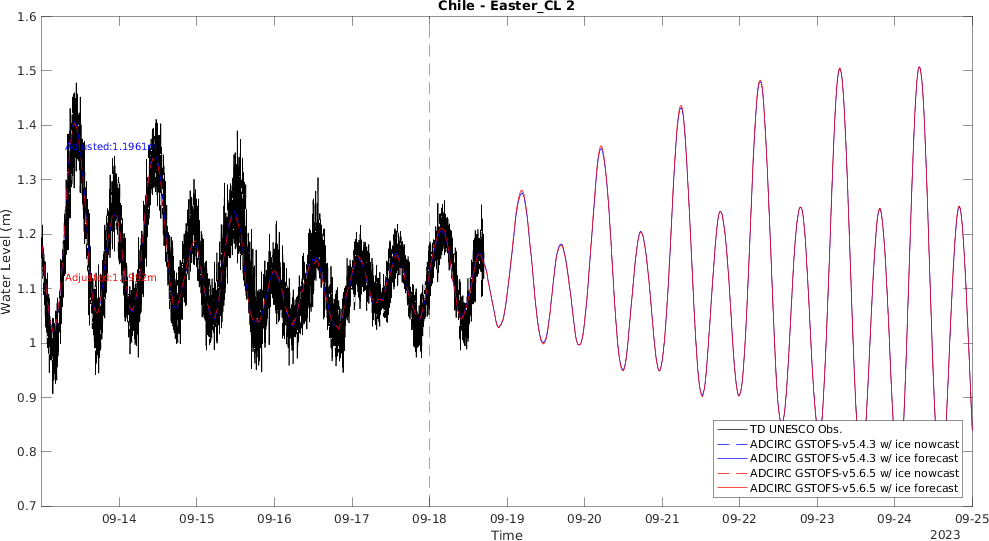 Chile - Easter_CL 2
1.6
1.5
1.4
1.3
1.2
1.1
1
0.9
0.8
0.7
Water Level (m)
Adjusted:1.1961m
09-14
09-15
09-16
09-17
09-18
09-19
09-20
09-21
09-22
09-23
09-24
09-25
Time
2023
TD UNESCO Obs.
ADCIRC GSTOFS-v5.4.3 w/ ice nowcast
ADCIRC GSTOFS-v5.4.3 w/ ice forecast
ADCIRC GSTOFS-v5.6.5 w/ ice nowcast
ADCIRC GSTOFS-v5.6.5 w/ ice forecast